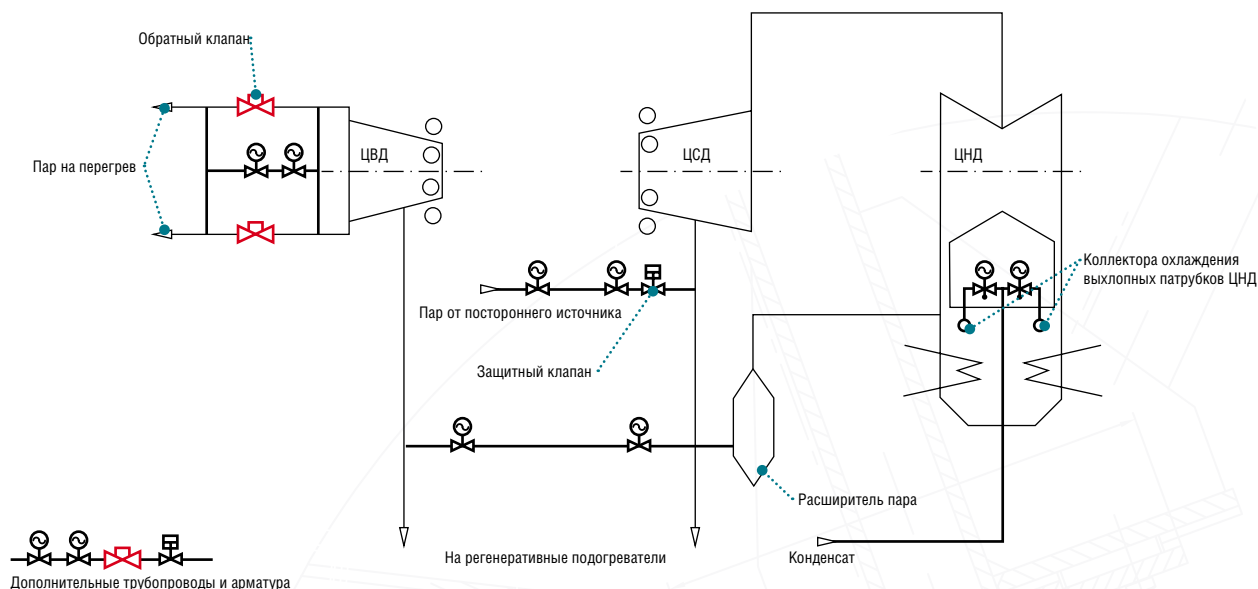 Обратный клапан
Пар на перегрев
ЦВД
ЦСД
ЦНД
Коллектора охлаждения
выхлопных патрубков ЦНД
Пар от постороннего источника
Защитный клапан
Расширитель пара
На регенеративные подогреватели
Конденсат
Дополнительные трубопроводы и арматура